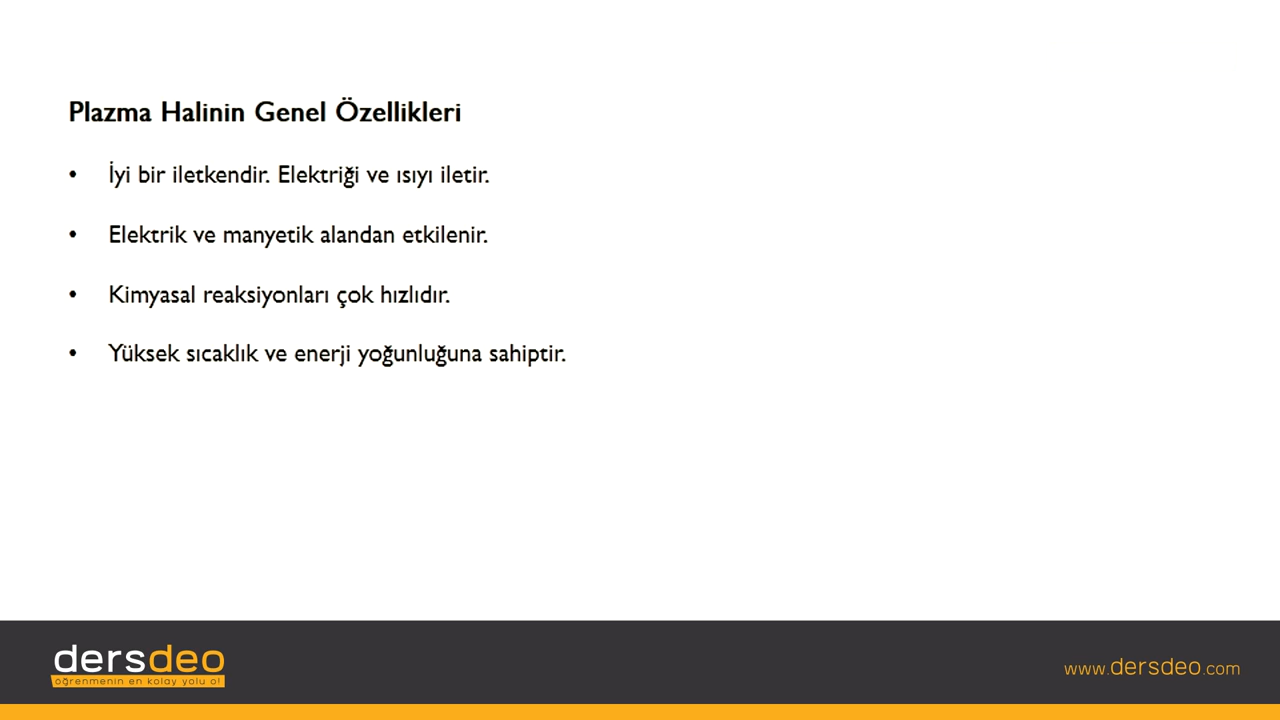 Plazma Halinin Genel Özellikleri
• İyi bir iletkendir. Elektriği ve ısıyı iletir.
• Elektrik ve manyetik alandan etkilenir.
• Kimyasal reaksiyonları çok hızlıdır.
• Yüksek sıcaklık ve enerji yoğunluğuna sahiptir.
dersdeo
öğrenmenin en kolay yolu o!
www.dersdeo.com